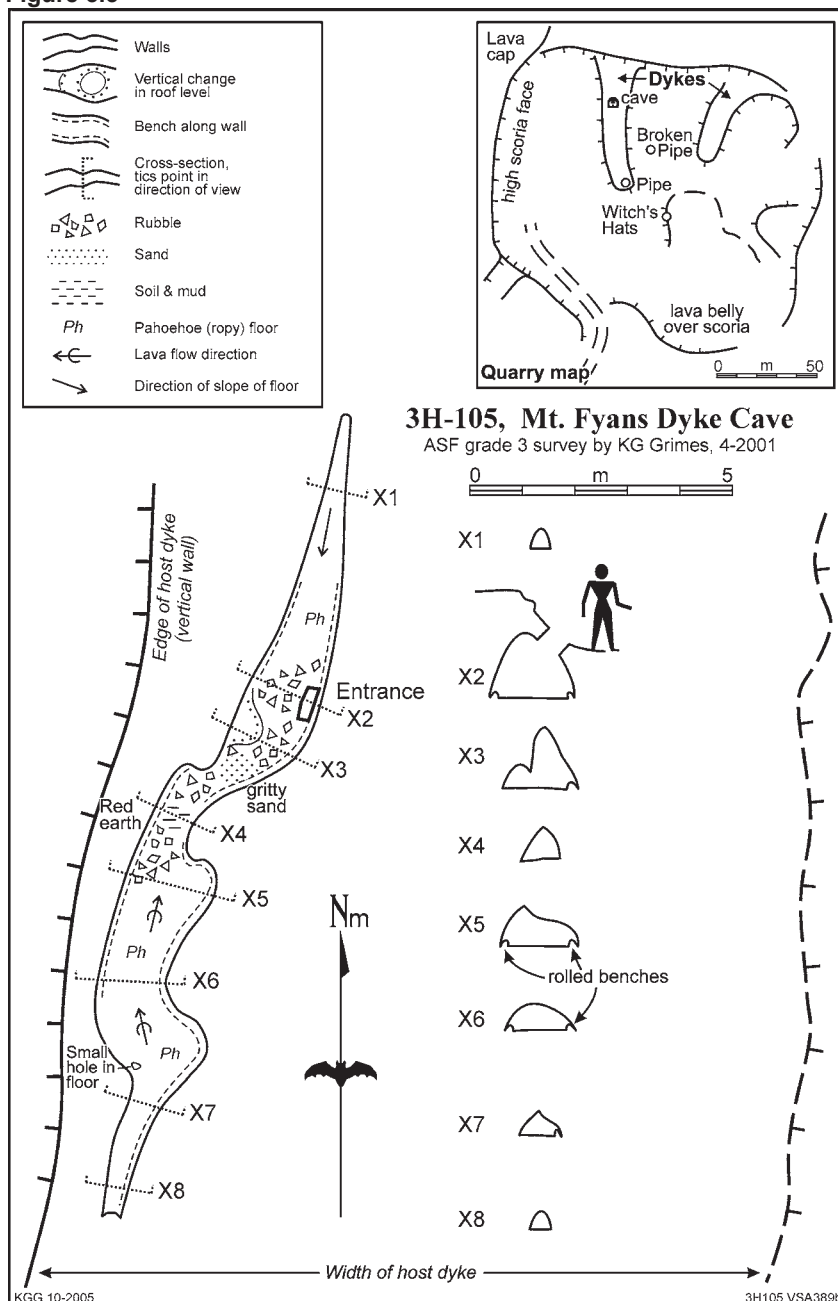 Walls
Vertical change
in roof level
Bench along wall
Cross-section,
tics point in
direction of view
Rubble
Sand
Soil & mud
Ph
Pahoehoe (ropy) floor
Lava flow direction
Direction of slope of floor
Lava
cap
high scoria face
Dykes
cave
Broken
Pipe
Pipe
Witch's
Hats
lava belly
over scoria
Quarry map
0 m 50
3H-105, Mt. Fyans Dyke Cave
ASF grade 3 survey by KG Grimes, 4-2001
0 m 5
Edge of host dyke
(vertical wall)
X1
Ph
Entrance
X2
X3
gritty
sand
Red
earth
X4
X5
Ph
X6
Ph
Small
hole in
floor
X7
X8
Nm
X1
X2
X3
X4
X5
rolled benches
X6
X7
X8
Width of host dyke
KGG 10-2005